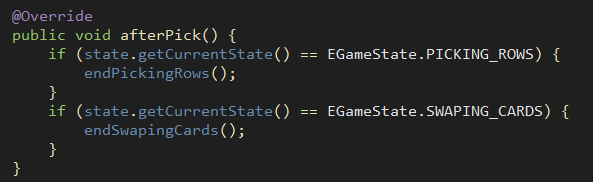 @Override
public void afterPick() {
    if (state.getCurrentState() == EGameState.PICKING_ROWS) {
        endPickingRows();
    }
    if (state.getCurrentState() == EGameState.SWAPING_CARDS) {
        endSwapingCards();
    }
}